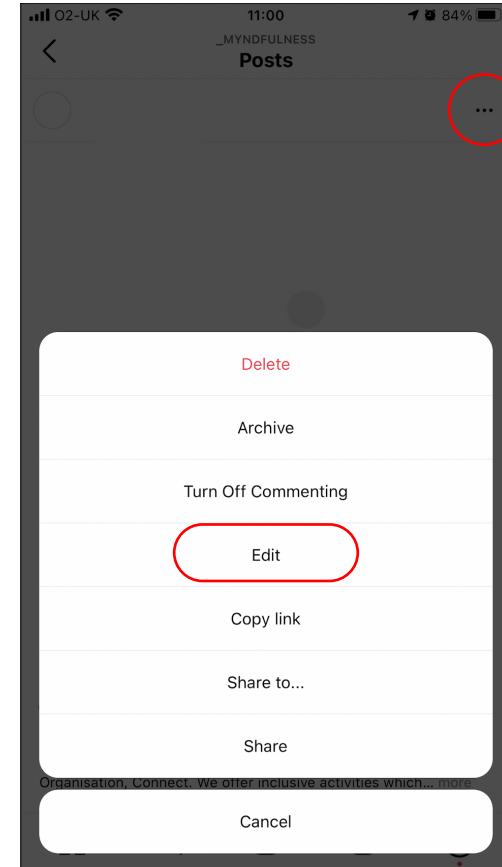 O2-UK 11:00 84%
_MYNDFULNESS
Posts
Delete
Archive
Turn Off Commenting
Edit
Copy link
Share to...
Share
Organisation, Connect. We offer inclusive activities which... more
Cancel